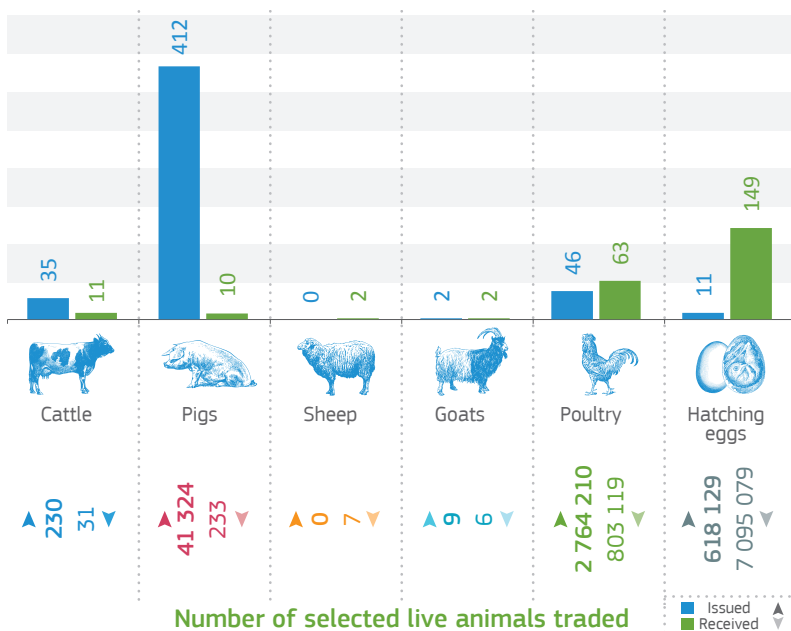 412
35
11
10
0
2
2
2
46
63
11
149
Cattle
Pigs
Sheep
Goats
Poultry
Hatching
eggs
230
31
41 324
233
0
7
9
6
2 764 210
803 119
618 129
7 095 079
Number of selected live animals traded
Issued
Received